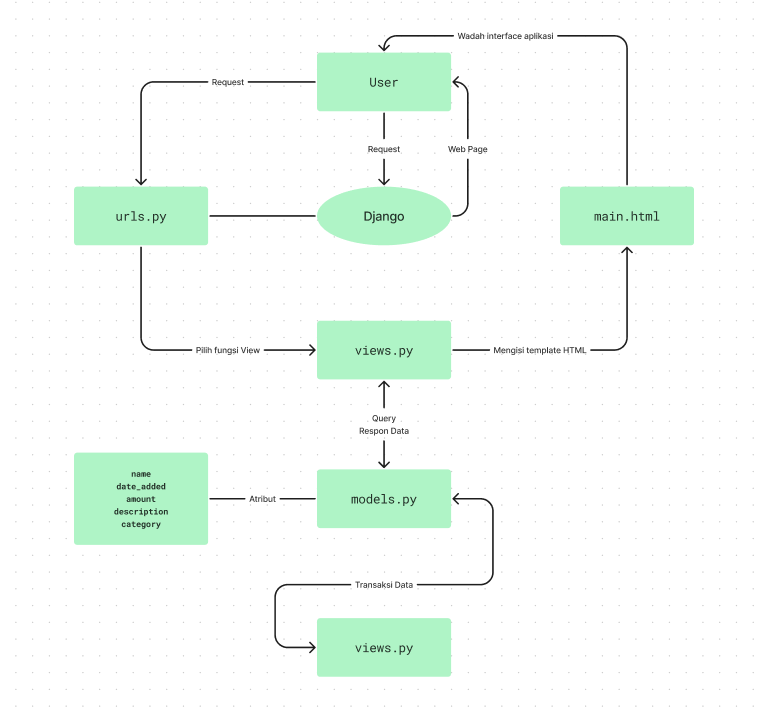 Wadah interface aplikasi
User
Request
Request
Web Page
urls.py
Django
main.html
Pilih fungsi View
views.py
Mengisi template HTML
Query
Respon Data
name
date_added
amount
description
category
Atribut
models.py
Transaksi Data
views.py